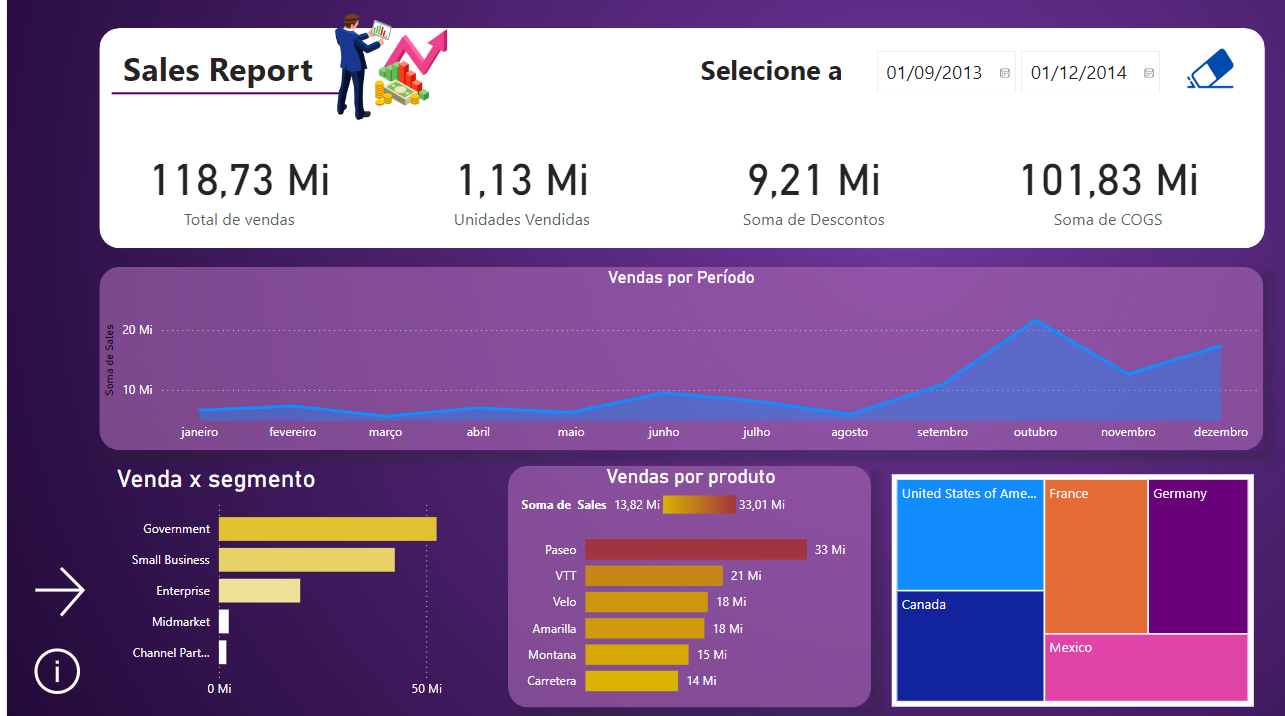 Sales Report
Selecione a
01/09/2013
01/12/2014
118,73 Mi
Total de vendas
1,13 Mi
Unidades Vendidas
9,21 Mi
Soma de Descontos
101,83 Mi
Soma de COGS
Vendas por Período
Soma de Sales
20 Mi
10 Mi
janeiro
fevereiro
março
abril
maio
junho
julho
agosto
setembro
outubro
novembro
dezembro
Venda x segmento
Government
Small Business
Enterprise
Midmarket
Channel Part...
0 Mi
50 Mi
Vendas por produto
Soma de Sales 13,82 Mi 33,01 Mi
Paseo 33 Mi
VTT 21 Mi
Velo 18 Mi
Amarilla 18 Mi
Montana 15 Mi
Carretera 14 Mi
United States of Ame...
France
Germany
Canada
Mexico
i